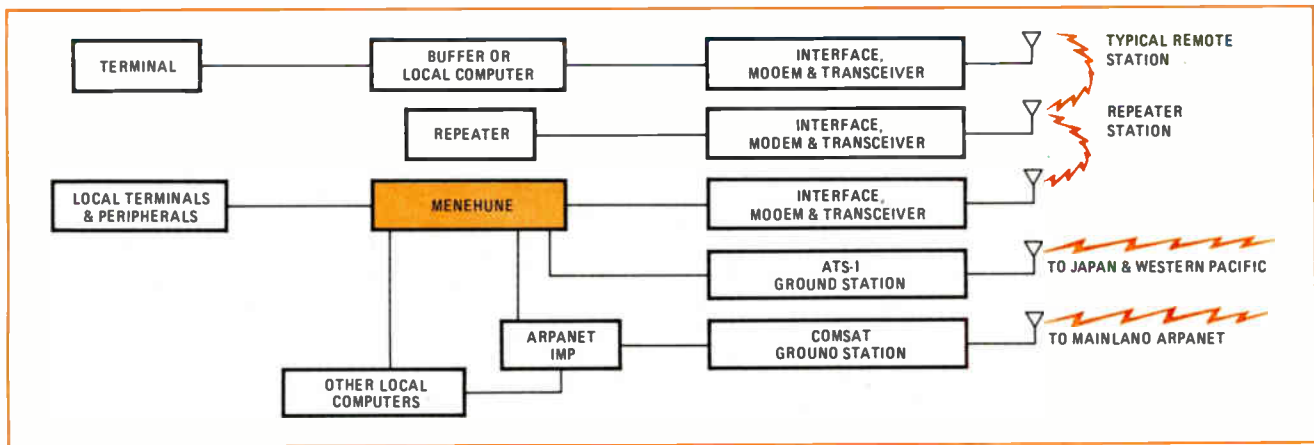 TERMINAL
BUFFER OR
LOCAL COMPUTER
INTERFACE,
MOOEM & TRANSCEIVER
TYPICAL REMOTE
STATION
REPEATER
INTERFACE,
MODEM & TRANSCEIVER
REPEATER
STATION
LOCAL TERMINALS
& PERIPHERALS
MENEHUNE
INTERFACE,
MOOEM & TRANSCEIVER
ATS-1
GROUND STATION
TO JAPAN & WESTERN PACIFIC
ARPANET
IMP
COMSAT
GROUNO STATION
TO MAINLANO ARPANET
OTHER LOCAL
COMPUTERS